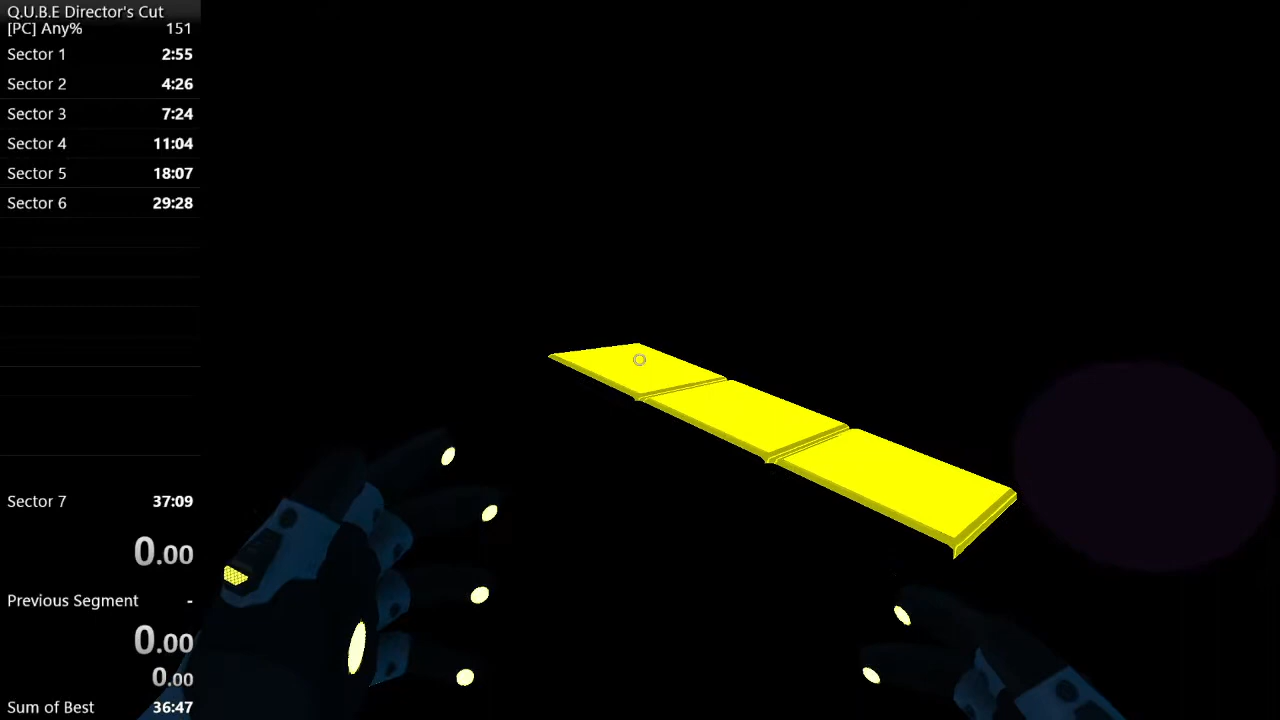 Q.U.B.E Director's Cut
[PC] Any% 151
Sector 1 2:55
Sector 2 4:26
Sector 3 7:24
Sector 4 11:04
Sector 5 18:07
Sector 6 29:28
Sector 7 37:09
0.00
Previous Segment -
0.00
0.00
Sum of Best 36:47